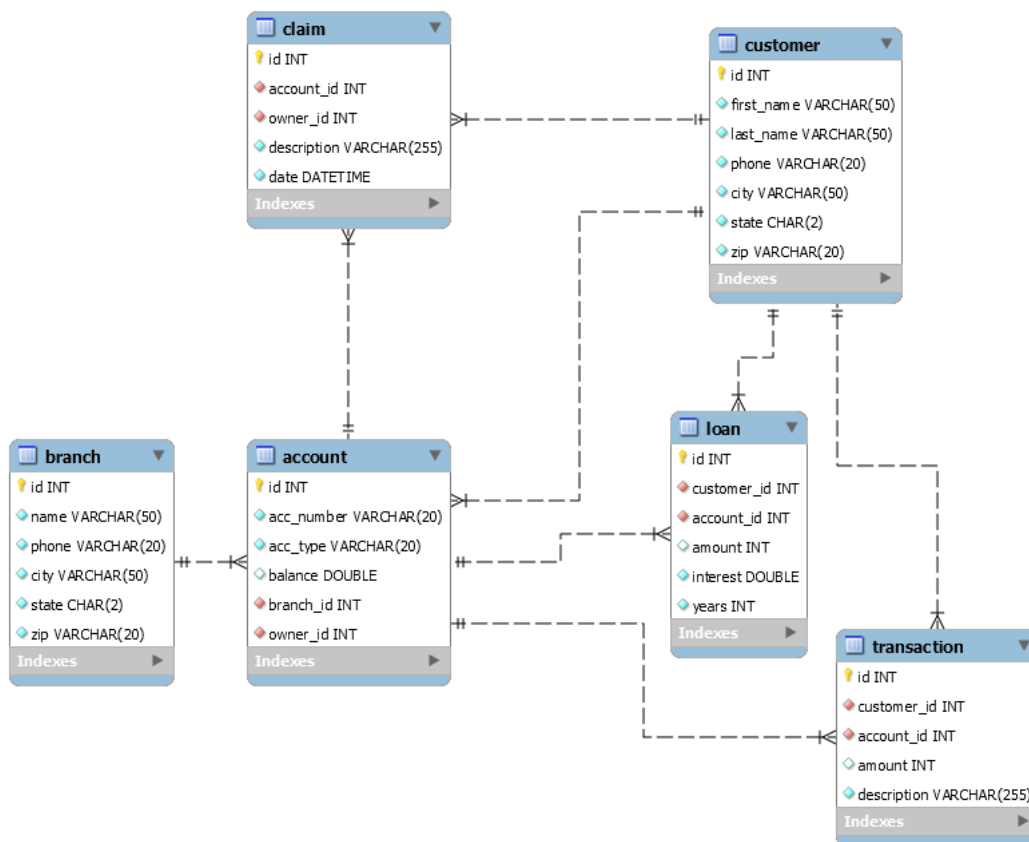 claim
id INT
account_id INT
owner_id INT
description VARCHAR(255)
date DATETIME
Indexes
customer
id INT
first_name VARCHAR(50)
last_name VARCHAR(50)
phone VARCHAR(20)
city VARCHAR(50)
state CHAR(2)
zip VARCHAR(20)
Indexes
branch
id INT
name VARCHAR(50)
phone VARCHAR(20)
city VARCHAR(50)
state CHAR(2)
zip VARCHAR(20)
Indexes
account
id INT
acc_number VARCHAR(20)
acc_type VARCHAR(20)
balance DOUBLE
branch_id INT
owner_id INT
Indexes
loan
id INT
customer_id INT
account_id INT
amount INT
interest DOUBLE
years INT
Indexes
transaction
id INT
customer_id INT
account_id INT
amount INT
description VARCHAR(255)
Indexes